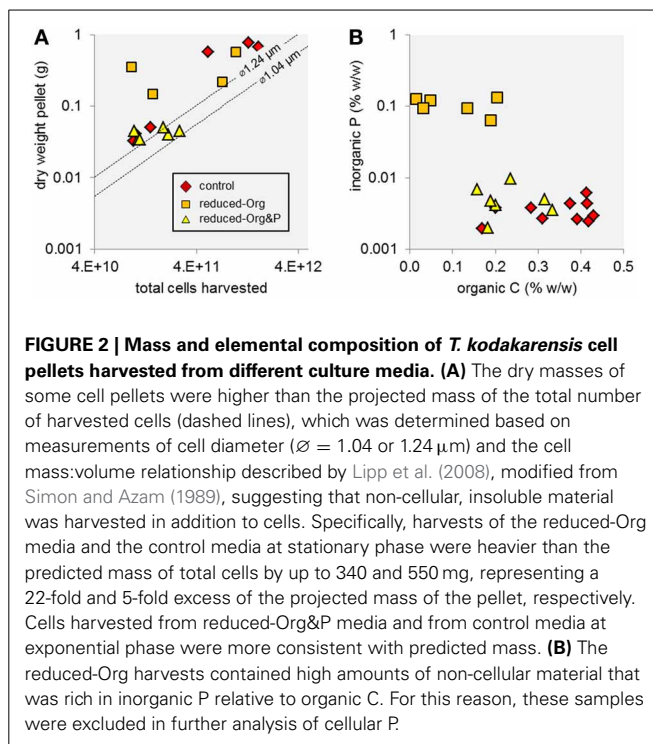 A
B
1
0.1
0.01
0.001
dry weight pellet (g)
ø1.24 µm
ø1.04 µm
control
reduced-Org
reduced-Org&P
4.E+10
4.E+11
4.E+12
total cells harvested
1
0.1
0.01
0.001
inorganic P (% w/w)
0.0
0.1
0.2
0.3
0.4
0.5
organic C (% w/w)
FIGURE 2 | Mass and elemental composition of T. kodakarensis cell
pellets harvested from different culture media. (A) The dry masses of
some cell pellets were higher than the projected mass of the total number
of harvested cells (dashed lines), which was determined based on
measurements of cell diameter (Ø = 1.04 or 1.24 µm) and the cell
mass:volume relationship described by Lipp et al. (2008), modified from
Simon and Azam (1989), suggesting that non-cellular, insoluble material
was harvested in addition to cells. Specifically, harvests of the reduced-Org
media and the control media at stationary phase were heavier than the
predicted mass of total cells by up to 340 and 550 mg, representing a
22-fold and 5-fold excess of the projected mass of the pellet, respectively.
Cells harvested from reduced-Org&P media and from control media at
exponential phase were more consistent with predicted mass. (B) The
reduced-Org harvests contained high amounts of non-cellular material that
was rich in inorganic P relative to organic C. For this reason, these samples
were excluded in further analysis of cellular P.